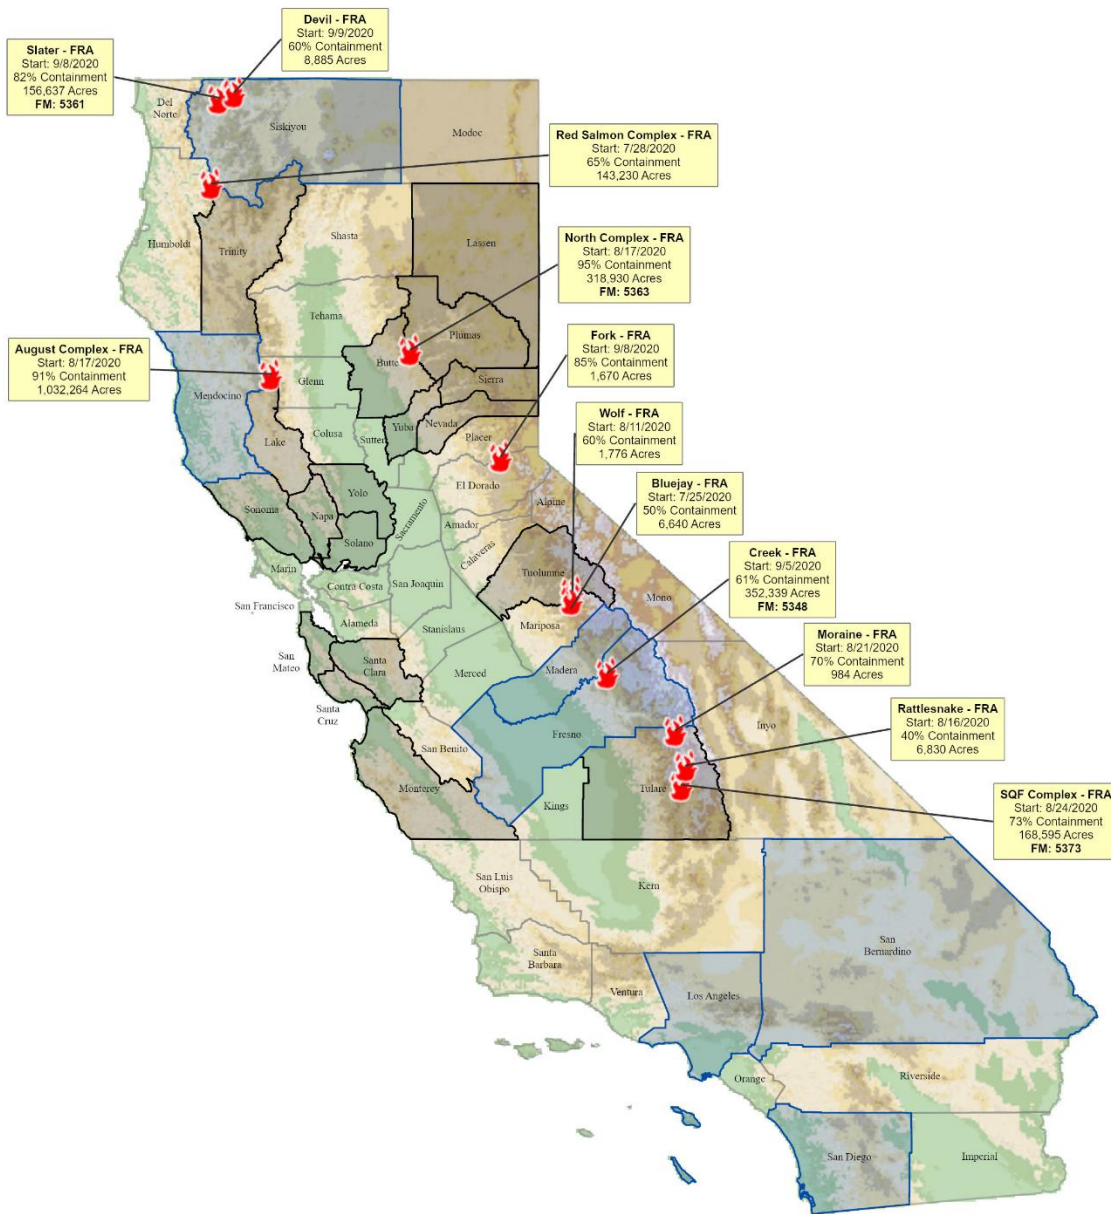 Devil - FRA
Start: 9/9/2020
60% Containment
8,885 Acres
Slater - FRA
Start: 9/8/2020
82% Containment
156,637 Acres
FM: 5361
Red Salmon Complex - FRA
Start: 7/28/2020
65% Containment
143,230 Acres
North Complex - FRA
Start: 8/17/2020
95% Containment
318,930 Acres
FM: 5363
August Complex - FRA
Start: 8/17/2020
91% Containment
1,032,264 Acres
Fork - FRA
Start: 9/8/2020
85% Containment
1,670 Acres
Wolf - FRA
Start: 8/11/2020
60% Containment
1,776 Acres
Bluejay - FRA
Start: 7/25/2020
50% Containment
6,640 Acres
Creek - FRA
Start: 9/5/2020
61% Containment
352,339 Acres
FM: 5348
Moraine - FRA
Start: 8/21/2020
70% Containment
984 Acres
Rattlesnake - FRA
Start: 8/16/2020
40% Containment
6,830 Acres
SQF Complex - FRA
Start: 8/24/2020
73% Containment
168,595 Acres
FM: 5373
Del
Norte
Siskiyou
Modoc
Humboldt
Trinity
Shasta
Lassen
Tehama
Plumas
Butte
Glenn
Sierra
Mendocino
Lake
Colusa
Sutter
Yuba
Nevada
Placer
El Dorado
Sonoma
Napa
Yolo
Solano
Sacramento
Amador
Alpine
Calaveras
Marin
Contra Costa
San Joaquin
Tuolumne
Mono
San Francisco
Alameda
Stanislaus
Mariposa
San
Mateo
Santa
Clara
Merced
Madera
Santa
Cruz
San Benito
Fresno
Inyo
Monterey
Kings
Tulare
San Luis
Obispo
Kern
Santa
Barbara
Ventura
Los Angeles
San
Bernardino
Orange
Riverside
San Diego
Imperial